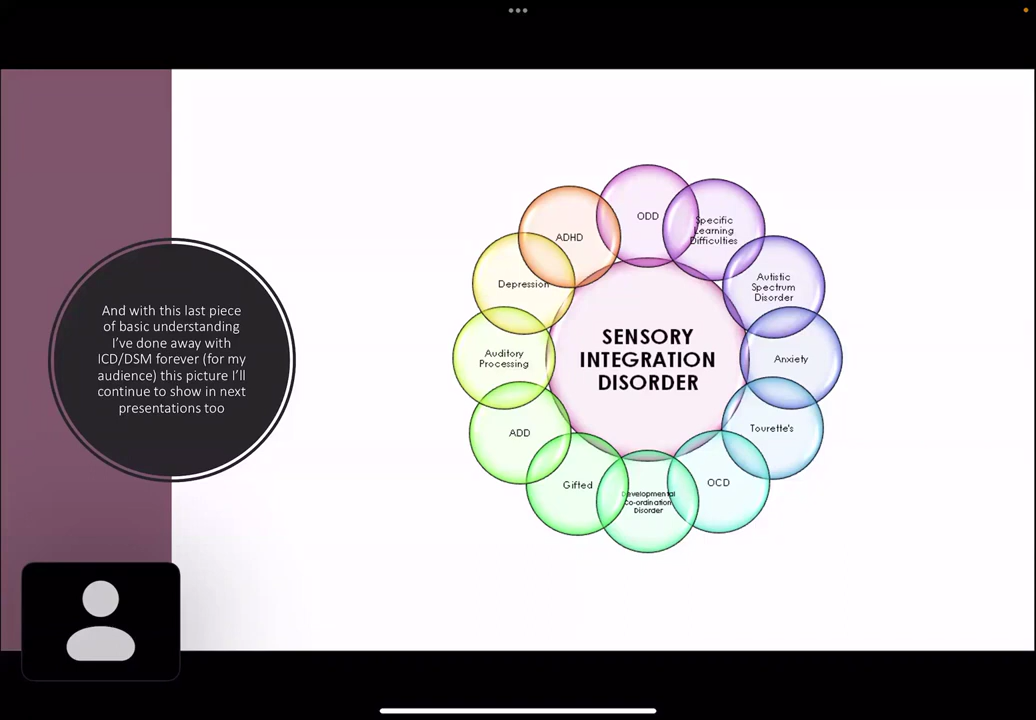 And with this last piece
of basic understanding
I've done away with
ICD/DSM forever (for my
audience) this picture I'll
continue to show in next
presentations too
ODD
Specific
Learning
Difficulties
Autistic
Spectrum
Disorder
Anxiety
Tourette's
OCD
Developmental
Co-ordination
Disorder
Gifted
ADD
Auditory
Processing
Depression
ADHD
SENSORY
INTEGRATION
DISORDER